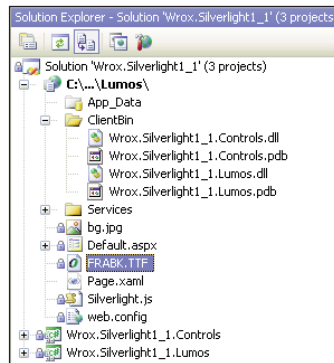 Solution Explorer - Solution 'Wrox.Silverlight1_1' (3 projects
Solution 'Wrox.Silverlight1_1' (3 projects)
C:\...\Lumos\
App_Data
ClientBin
Wrox.Silverlight1_1.Controls.dll
Wrox.Silverlight1_1.Controls.pdb
Wrox.Silverlight1_1.Lumos.dll
Wrox.Silverlight1_1.Lumos.pdb
Services
bg.jpg
Default.aspx
FRABK.TTF
Page.xaml
Silverlight.js
web.config
Wrox.Silverlight1_1.Controls
Wrox.Silverlight1_1.Lumos